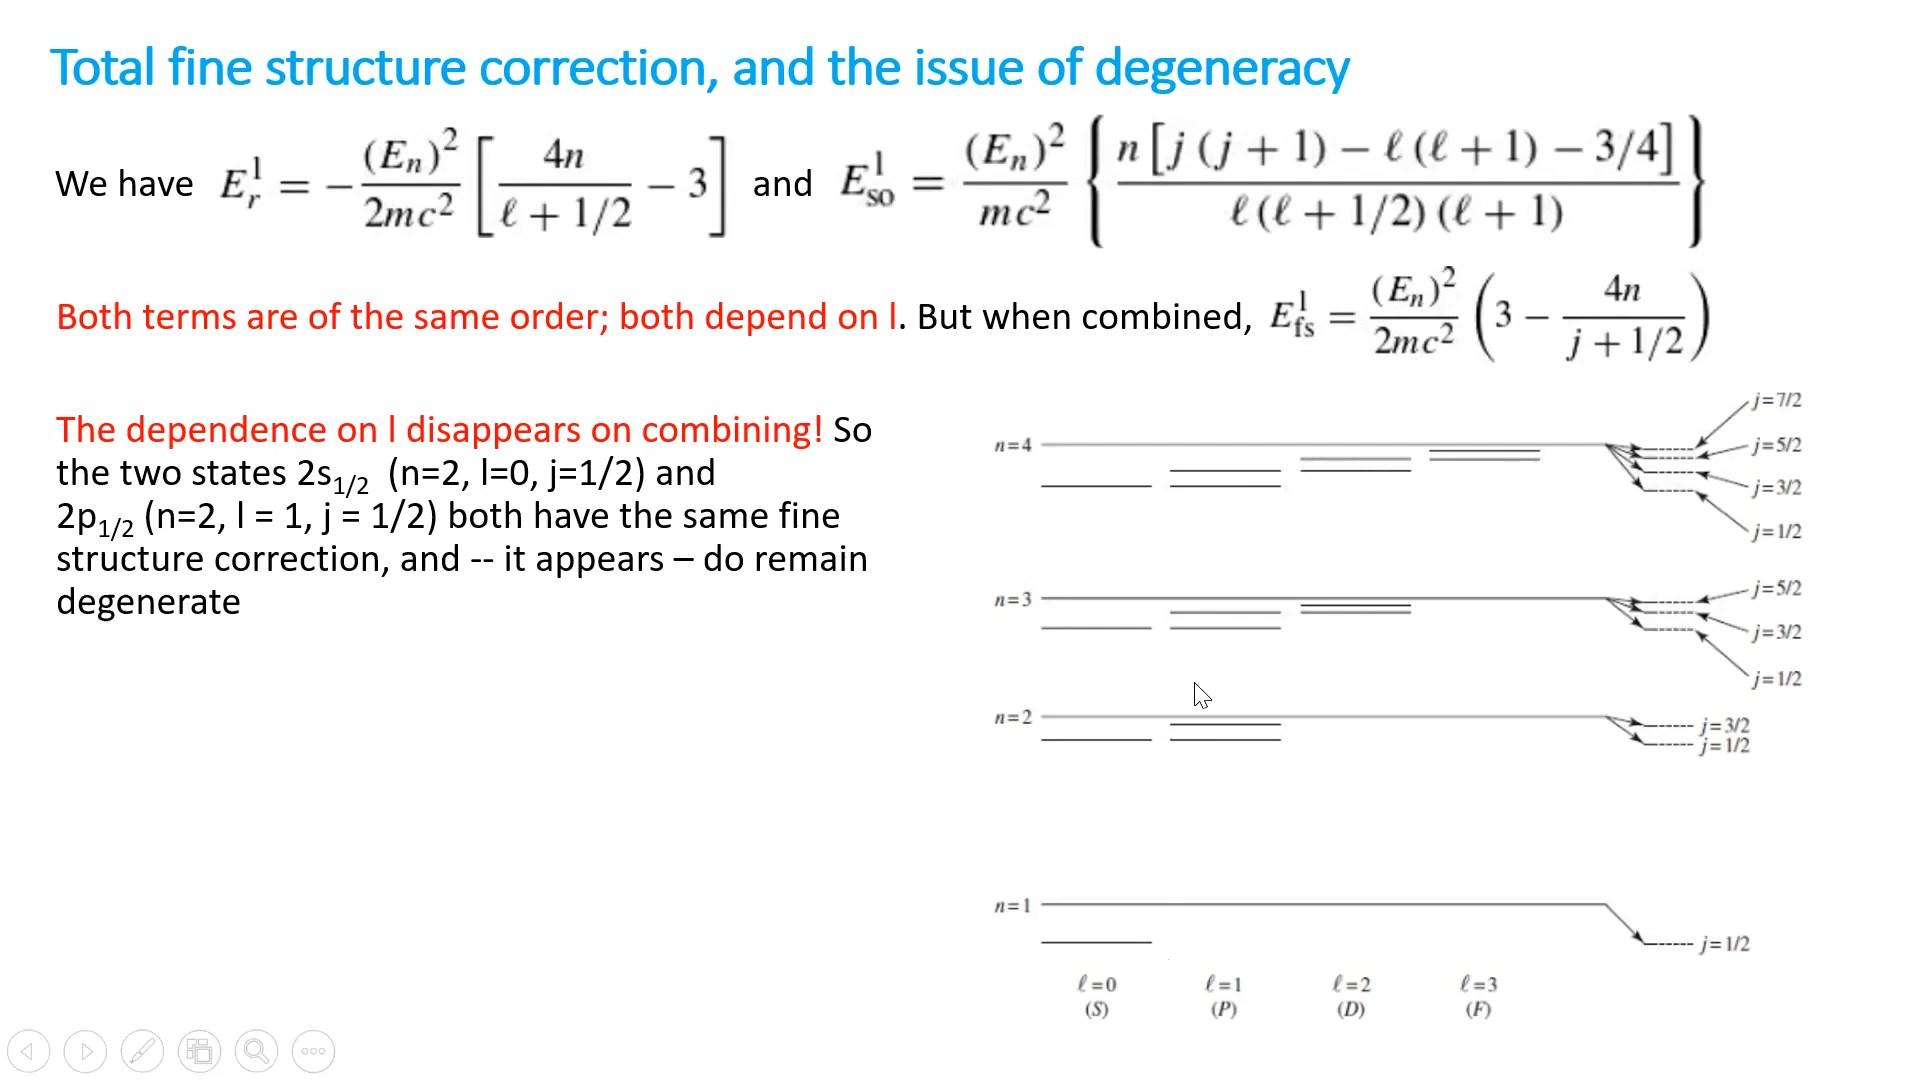 Total fine structure correction, and the issue of degeneracy
We have E_r^1 = −(E_n)^2 / 2mc^2 [4n / (ℓ + 1/2) − 3] and E_so^1 = (E_n)^2 / mc^2 {n [j (j + 1) − ℓ (ℓ + 1) − 3/4] / ℓ (ℓ + 1/2) (ℓ + 1)}
Both terms are of the same order; both depend on l. But when combined, E_fs^1 = (E_n)^2 / 2mc^2 (3 − 4n / (j + 1/2))
The dependence on l disappears on combining! So
the two states 2s1/2 (n=2, l=0, j=1/2) and
2p1/2 (n=2, l = 1, j = 1/2) both have the same fine
structure correction, and -- it appears – do remain
degenerate
j=7/2
n=4
j=5/2
j=3/2
j=1/2
j=5/2
n=3
j=3/2
j=1/2
n=2
j=3/2
j=1/2
n=1
j=1/2
ℓ=0 ℓ=1 ℓ=2 ℓ=3
(S) (P) (D) (F)